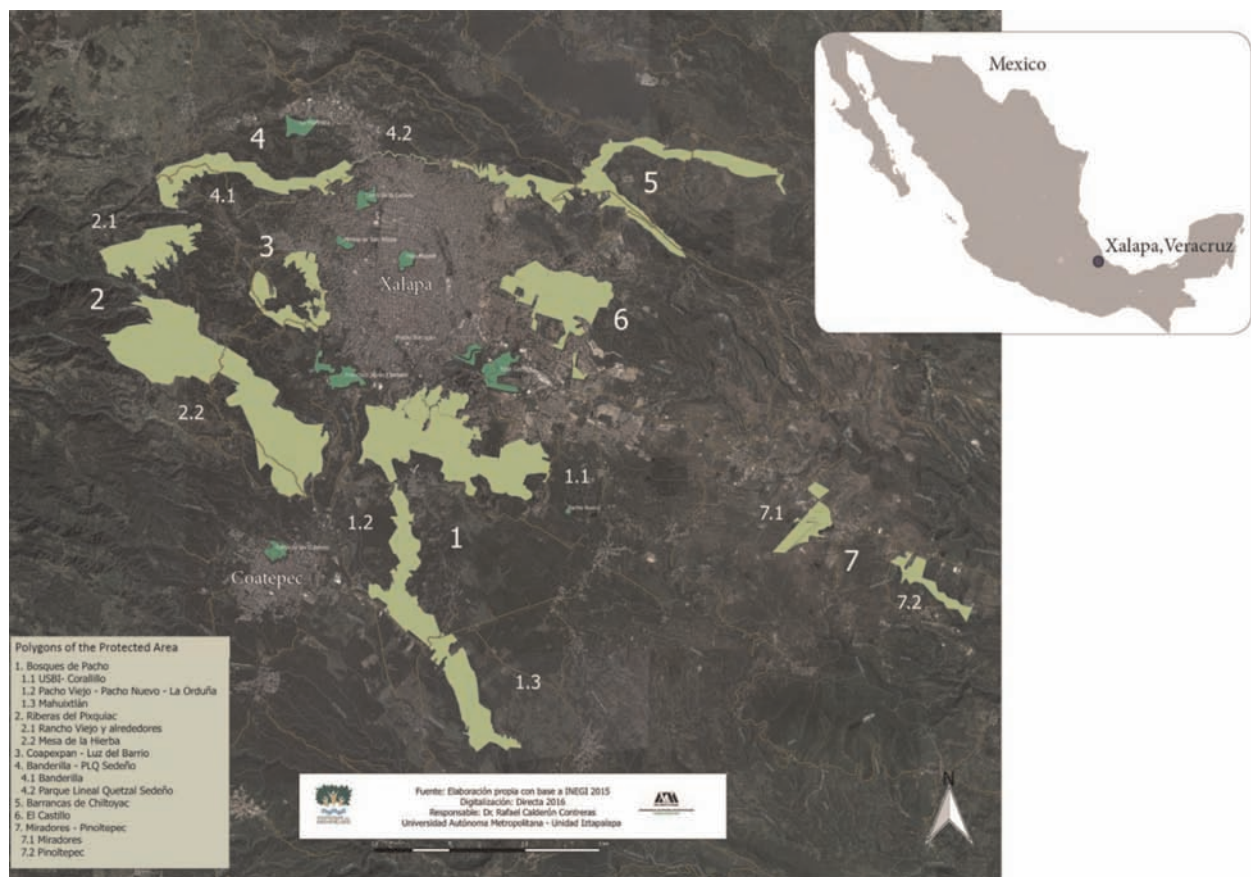 Mexico
Xalapa,Veracruz
4
4.2
4.1
5
2.1
3
Xalapa
2
6
2.2
1.1
1.2
1
7.1
7
7.2
Coatepec
1.3
Polygons of the Protected Area
1. Bosques de Pacho
1.1 USBI- Corallillo
1.2 Pacho Viejo - Pacho Nuevo - La Orduña
1.3 Mahuixtlán
2. Riberas del Pixquiac
2.1 Rancho Viejo y alrededores
2.2 Mesa de la Hierba
3. Coapexpan - Luz del Barrio
4. Banderilla - PLQ Sedeño
4.1 Banderilla
4.2 Parque Lineal Quetzal Sedeño
5. Barrancas de Chiltoyac
6. El Castillo
7. Miradores - Pinoltepec
7.1 Miradores
7.2 Pinoltepec
Fuente: Elaboración propia con base a INEGI 2015
Digitalización: Directa 2016
Responsable: Dr. Rafael Calderón Contreras
Universidad Autónoma Metropolitana - Unidad Iztapalapa
N